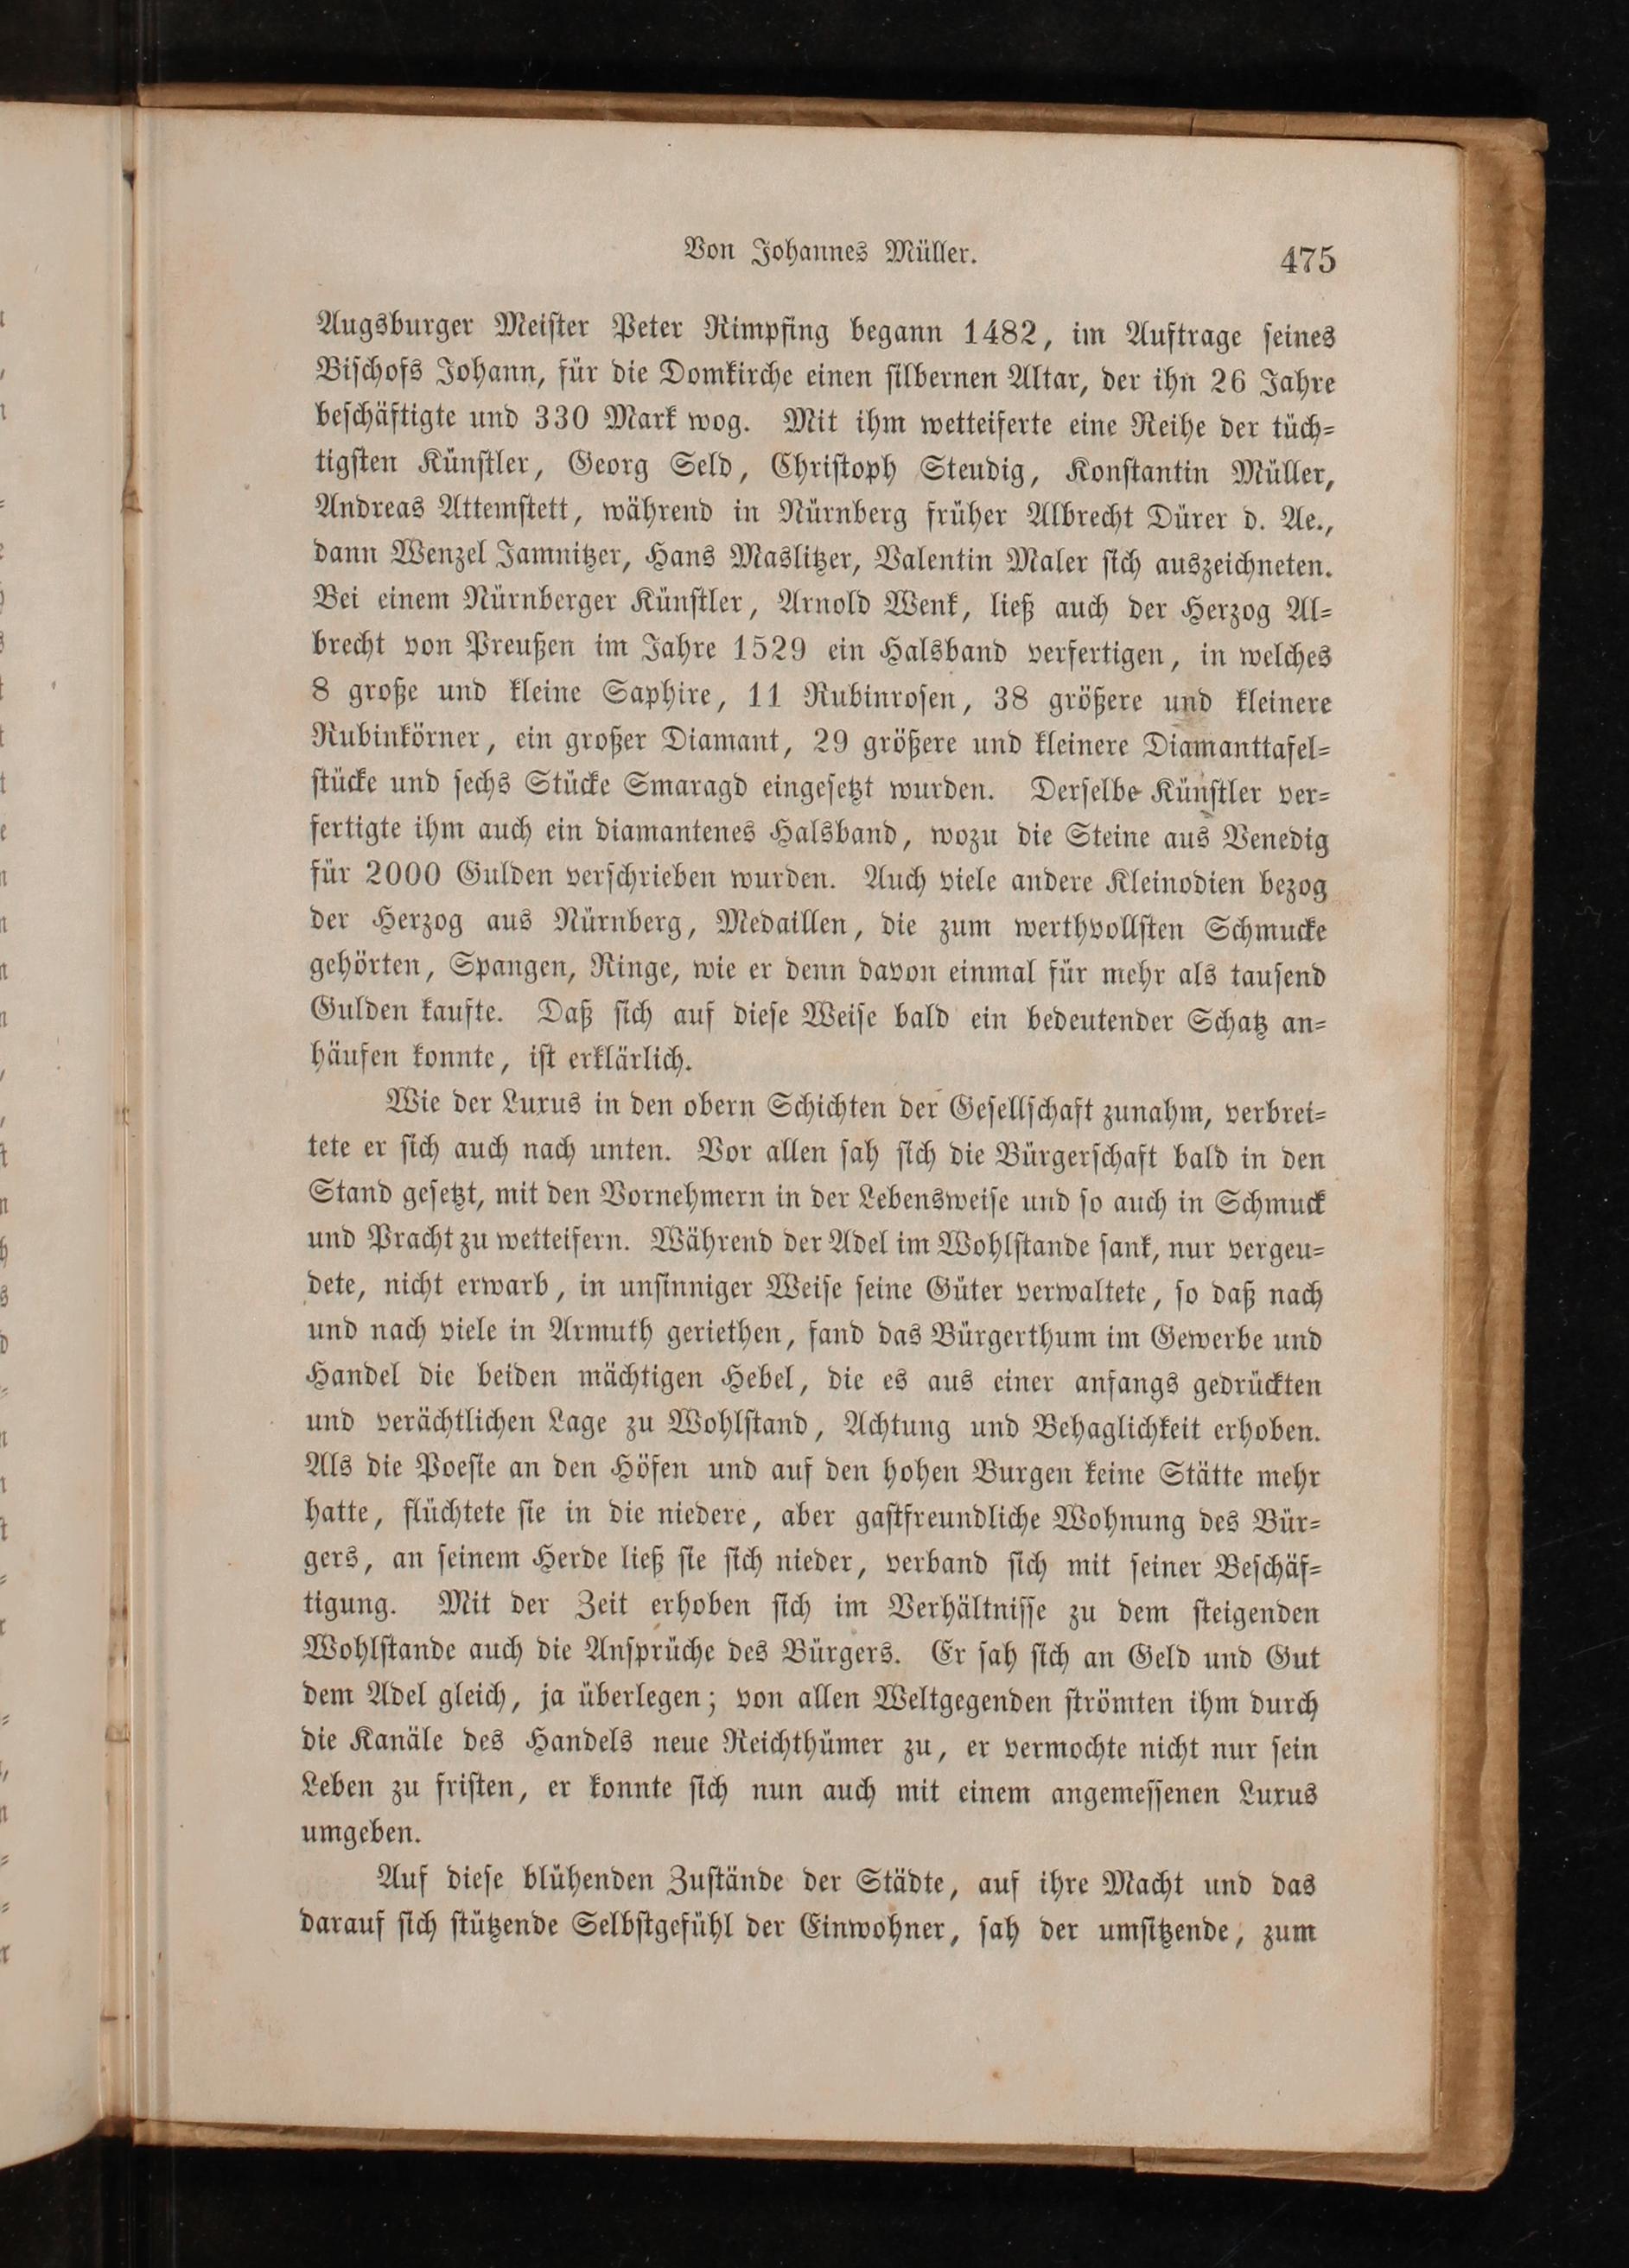 Von Johannes Müller.
475
Augsburger Meister Peter Rimpfing begann 1482, im Auftrage seines
Bischofs Johann, für die Domkirche einen silbernen Altar, der ihn 26 Jahre
beschäftigte und 330 Mark wog. Mit ihm wetteiferte eine Reihe der tüch=
tigsten Künstler, Georg Seld, Christoph Steudig, Konstantin Müller,
Andreas Attemstett, während in Nürnberg früher Albrecht Dürer d. Ae.,
dann Wenzel Jamnitzer, Hans Maslitzer, Valentin Maler sich auszeichneten.
Bei einem Nürnberger Künstler, Arnold Wenk, ließ auch der Herzog Al=
brecht von Preußen im Jahre 1529 ein Halsband verfertigen, in welches
8 große und kleine Saphire, 11 Rubinrosen, 38 größere und kleinere
Rubinkörner, ein großer Diamant, 29 größere und kleinere Diamanttafel=
stücke und sechs Stücke Smaragd eingesetzt wurden. Derselbe Künstler ver=
fertigte ihm auch ein diamantenes Halsband, wozu die Steine aus Venedig
für 2000 Gulden verschrieben wurden. Auch viele andere Kleinodien bezog
der Herzog aus Nürnberg, Medaillen, die zum werthvollsten Schmucke
gehörten, Spangen, Ringe, wie er denn davon einmal für mehr als tausend
Gulden kaufte. Daß sich auf diese Weise bald ein bedeutender Schatz an=
häufen konnte, ist erklärlich.
Wie der Luxus in den obern Schichten der Gesellschaft zunahm, verbrei=
tete er sich auch nach unten. Vor allen sah sich die Bürgerschaft bald in den
Stand gesetzt, mit den Vornehmern in der Lebensweise und so auch in Schmuck
und Pracht zu wetteifern. Während der Adel im Wohlstande sank, nur vergeu=
dete, nicht erwarb, in unsinniger Weise seine Güter verwaltete, so daß nach
und nach viele in Armuth geriethen, fand das Bürgerthum im Gewerbe und
Handel die beiden mächtigen Hebel, die es aus einer anfangs gedrückten
und verächtlichen Lage zu Wohlstand, Achtung und Behaglichkeit erhoben.
Als die Poesie an den Höfen und auf den hohen Burgen keine Stätte mehr
hatte, flüchtete sie in die niedere, aber gastfreundliche Wohnung des Bür=
gers, an seinem Herde ließ sie sich nieder, verband sich mit seiner Beschäf=
tigung. Mit der Zeit erhoben sich im Verhältnisse zu dem steigenden
Wohlstande auch die Ansprüche des Bürgers. Er sah sich an Geld und Gut
dem Adel gleich, ja überlegen; von allen Weltgegenden strömten ihm durch
die Kanäle des Handels neue Reichthümer zu, er vermochte nicht nur sein
Leben zu fristen, er konnte sich nun auch mit einem angemessenen Luxus
umgeben.
Auf diese blühenden Zustände der Städte, auf ihre Macht und das
darauf sich stützende Selbstgefühl der Einwohner, sah der umsitzende, zum